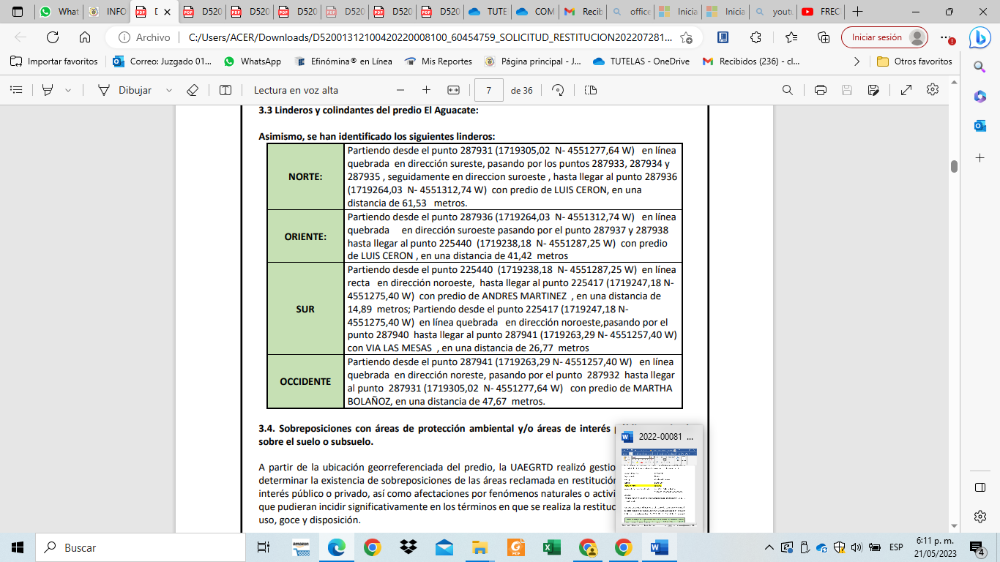 What
INFO
D
D520
D520
D520
D520
D520
D520
TUTE
COM
Recib
office
Inicia
Inicia
youtu
FREC
Archivo
C:/Users/ACER/Downloads/D520013121004202200081​00_60454759_SOLICITUD_RESTITUCION202207281...
Iniciar sesión
Importar favoritos
Correo: Juzgado 01...
WhatsApp
Efinómina® en Línea
Mis Reportes
Página principal - J...
TUTELAS - OneDrive
Recibidos (236) - cl...
Otros favoritos
Dibujar
Lectura en voz alta
7
de 36
3.3 Linderos y colindantes del predio El Aguacate:
Asimismo, se han identificado los siguientes linderos:
NORTE:
Partiendo desde el punto 287931 (1719305,02 N- 4551277,64 W) en línea
quebrada en dirección sureste, pasando por los puntos 287933, 287934 y
287935 , seguidamente en direccion suroeste , hasta llegar al punto 287936
(1719264,03 N- 4551312,74 W) con predio de LUIS CERON, en una
distancia de 61,53 metros.
ORIENTE:
Partiendo desde el punto 287936 (1719264,03 N- 4551312,74 W) en línea
quebrada en dirección suroeste pasando por el punto 287937 y 287938
hasta llegar al punto 225440 (1719238,18 N- 4551287,25 W) con predio
de LUIS CERON , en una distancia de 41,42 metros
SUR
Partiendo desde el punto 225440 (1719238,18 N- 4551287,25 W) en línea
recta en dirección noroeste, hasta llegar al punto 225417 (1719247,18 N-
4551275,40 W) con predio de ANDRES MARTINEZ , en una distancia de
14,89 metros; Partiendo desde el punto 225417 (1719247,18 N-
4551275,40 W) en línea quebrada en dirección noroeste,pasando por el
punto 287940 hasta llegar al punto 287941 (1719263,29 N- 4551257,40 W)
con VIA LAS MESAS , en una distancia de 26,77 metros
OCCIDENTE
Partiendo desde el punto 287941 (1719263,29 N- 4551257,40 W) en línea
quebrada en dirección noreste, pasando por el punto 287932 hasta llegar
al punto 287931 (1719305,02 N- 4551277,64 W) con predio de MARTHA
BOLAÑOZ, en una distancia de 47,67 metros.
3.4. Sobreposiciones con áreas de protección ambiental y/o áreas de interés
sobre el suelo o subsuelo.
A partir de la ubicación georreferenciada del predio, la UAEGRTD realizó gestio
determinar la existencia de sobreposiciones de las áreas reclamada en restitución
interés público o privado, así como afectaciones por fenómenos naturales o activi
que pudieran incidir significativamente en los términos en que se realiza la restituc
uso, goce y disposición.
2022-00081 ...
Buscar
ESP
6:11 p. m.
21/05/2023
4